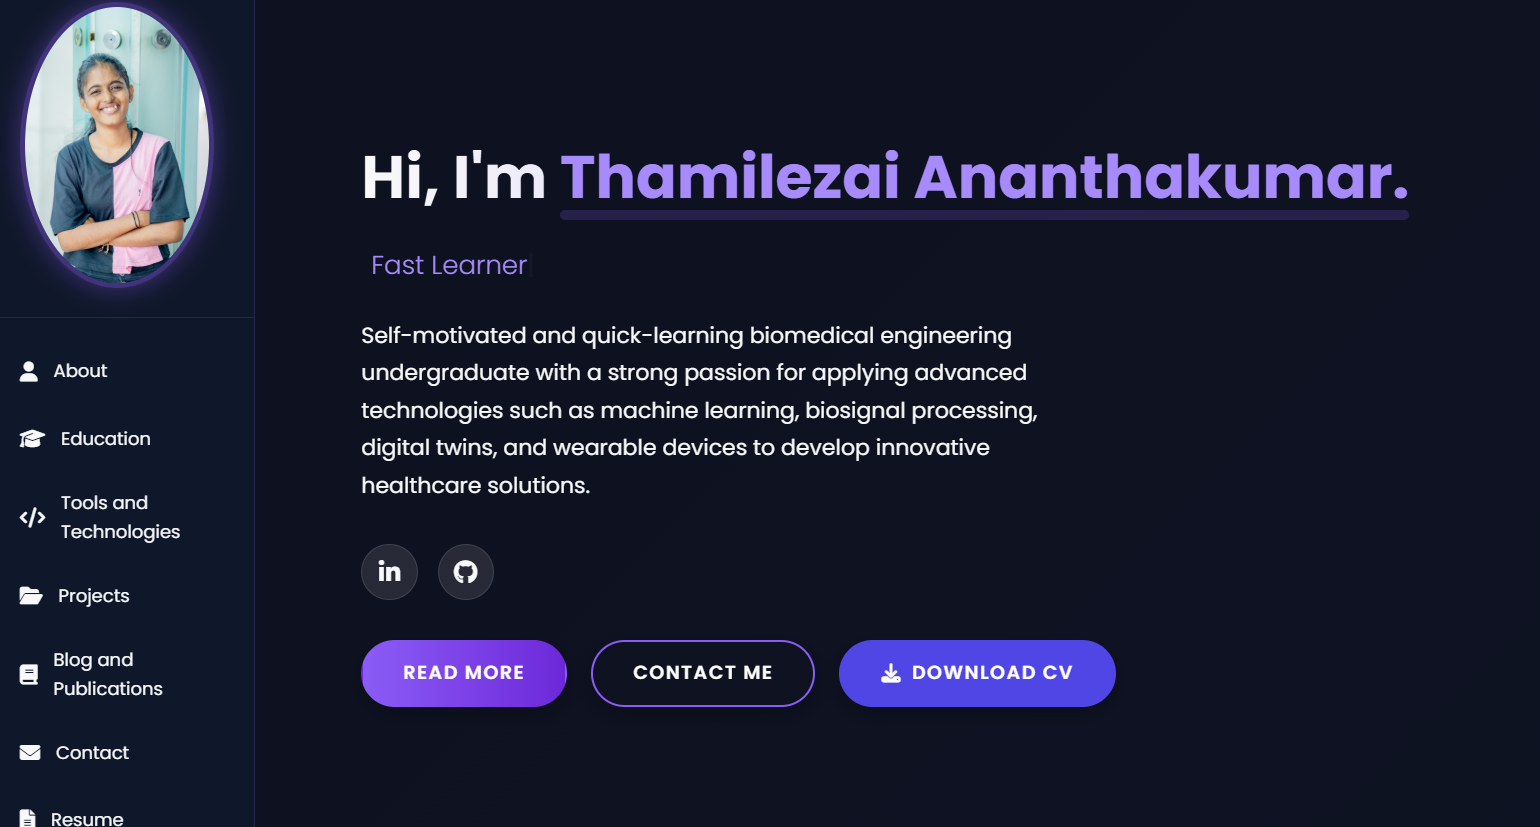 Hi, I'm Thamilezai Ananthakumar.
Fast Learner
Self-motivated and quick-learning biomedical engineering
undergraduate with a strong passion for applying advanced
technologies such as machine learning, biosignal processing,
digital twins, and wearable devices to develop innovative
healthcare solutions.
in
READ MORE
CONTACT ME
DOWNLOAD CV
About
Education
Tools and
Technologies
Projects
Blog and
Publications
Contact
Resume